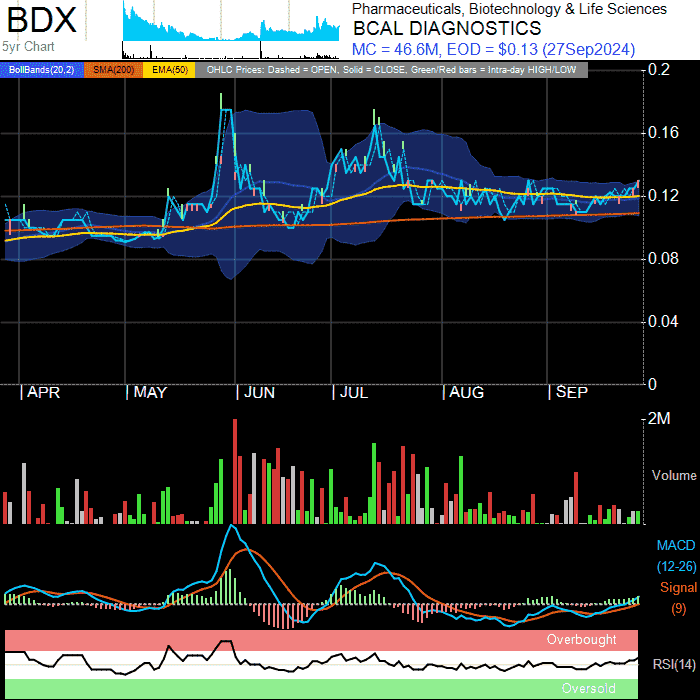 BDX
5yr Chart
Pharmaceuticals, Biotechnology & Life Sciences
BCAL DIAGNOSTICS
MC = 46.6M, EOD = $0.13 (27Sep2024)
BollBands(20,2) SMA(200) EMA(50) OHLC Prices: Dashed = OPEN, Solid = CLOSE, Green/Red bars = Intra-day HIGH/LOW
0.2
0.16
0.12
0.08
0.04
0
APR MAY JUN JUL AUG SEP
2M
Volume
MACD
(12-26)
Signal
(9)
Overbought
RSI(14)
Oversold